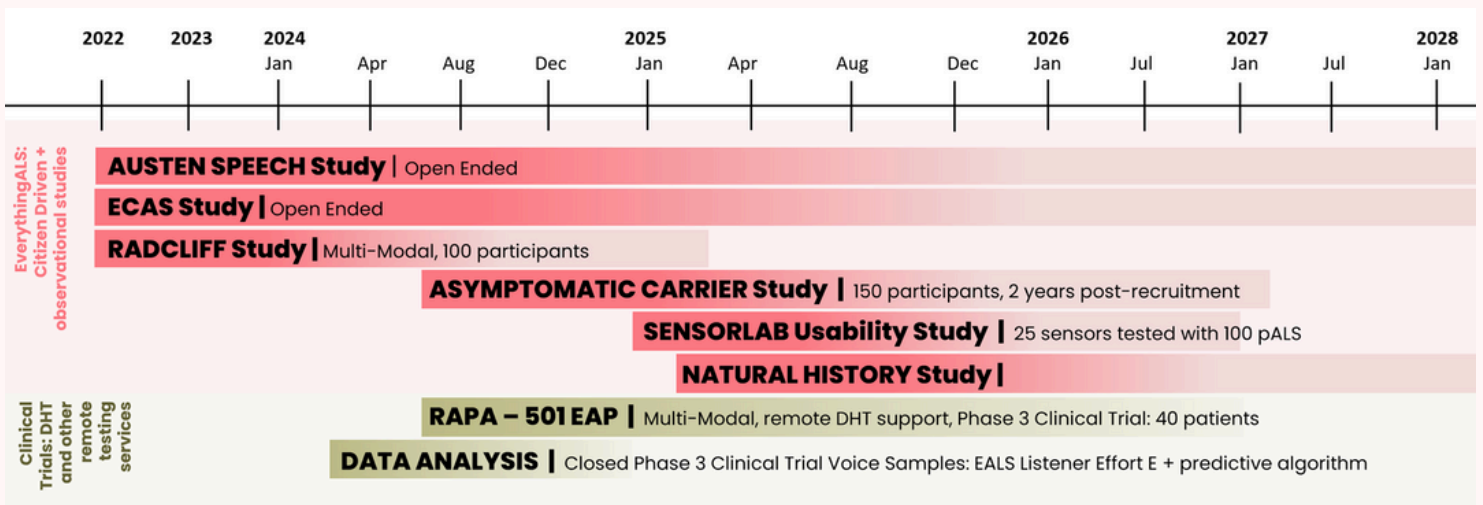 2022 2023 2024 2025 2026 2027 2028
Jan Apr Aug Dec Jan Apr Aug Dec Jan Jul Jan Jul Jan
EverythingALS:
Citizen Driven +
observational studies
AUSTEN SPEECH Study | Open Ended
ECAS Study | Open Ended
RADCLIFF Study | Multi-Modal, 100 participants
ASYMPTOMATIC CARRIER Study | 150 participants, 2 years post-recruitment
SENSORLAB Usability Study | 25 sensors tested with 100 pALS
NATURAL HISTORY Study |
Clinical
Trials: DHT
and other
remote
testing
services
RAPA – 501 EAP | Multi-Modal, remote DHT support, Phase 3 Clinical Trial: 40 patients
DATA ANALYSIS | Closed Phase 3 Clinical Trial Voice Samples: EALS Listener Effort E + predictive algorithm